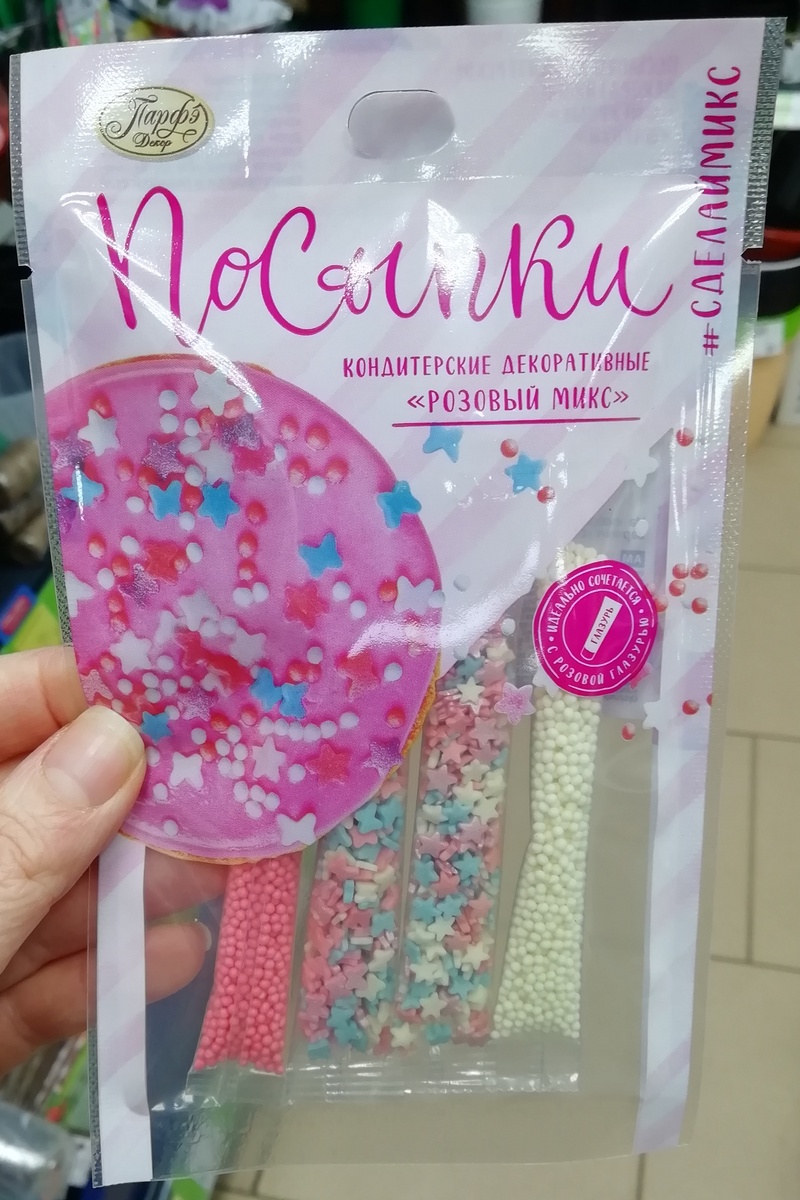 Парфэ
Декор
Посыпки
КОНДИТЕРСКИЕ ДЕКОРАТИВНЫЕ
«РОЗОВЫЙ МИКС»
#СДЕЛАЙМИКС
• ИДЕАЛЬНО СОЧЕТАЕТСЯ •
С РОЗОВОЙ ГЛАЗУРЬЮ
ГЛАЗУРЬ